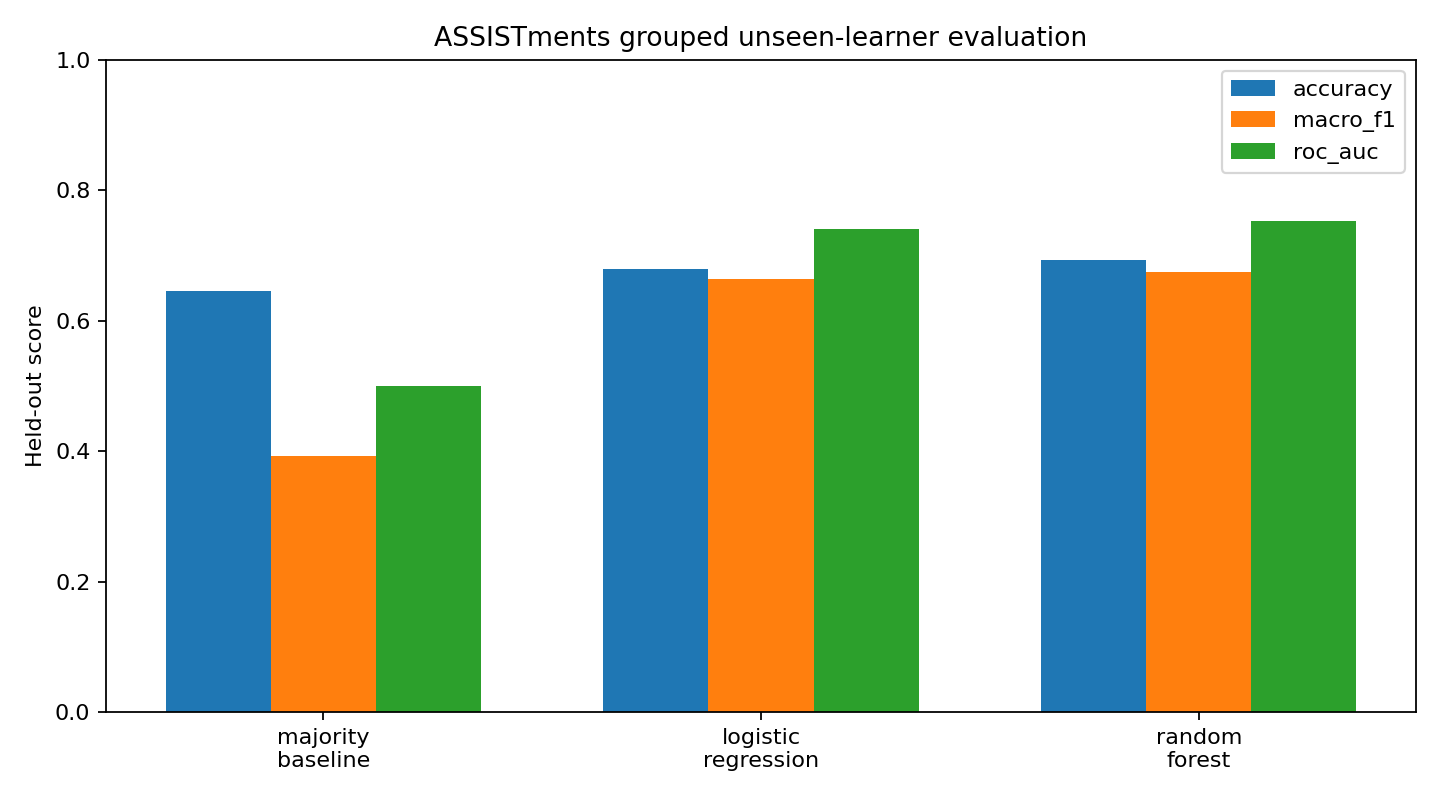 ASSISTments grouped unseen-learner evaluation
accuracy
macro_f1
roc_auc
Held-out score
1.0
0.8
0.6
0.4
0.2
0.0
majority
baseline
logistic
regression
random
forest